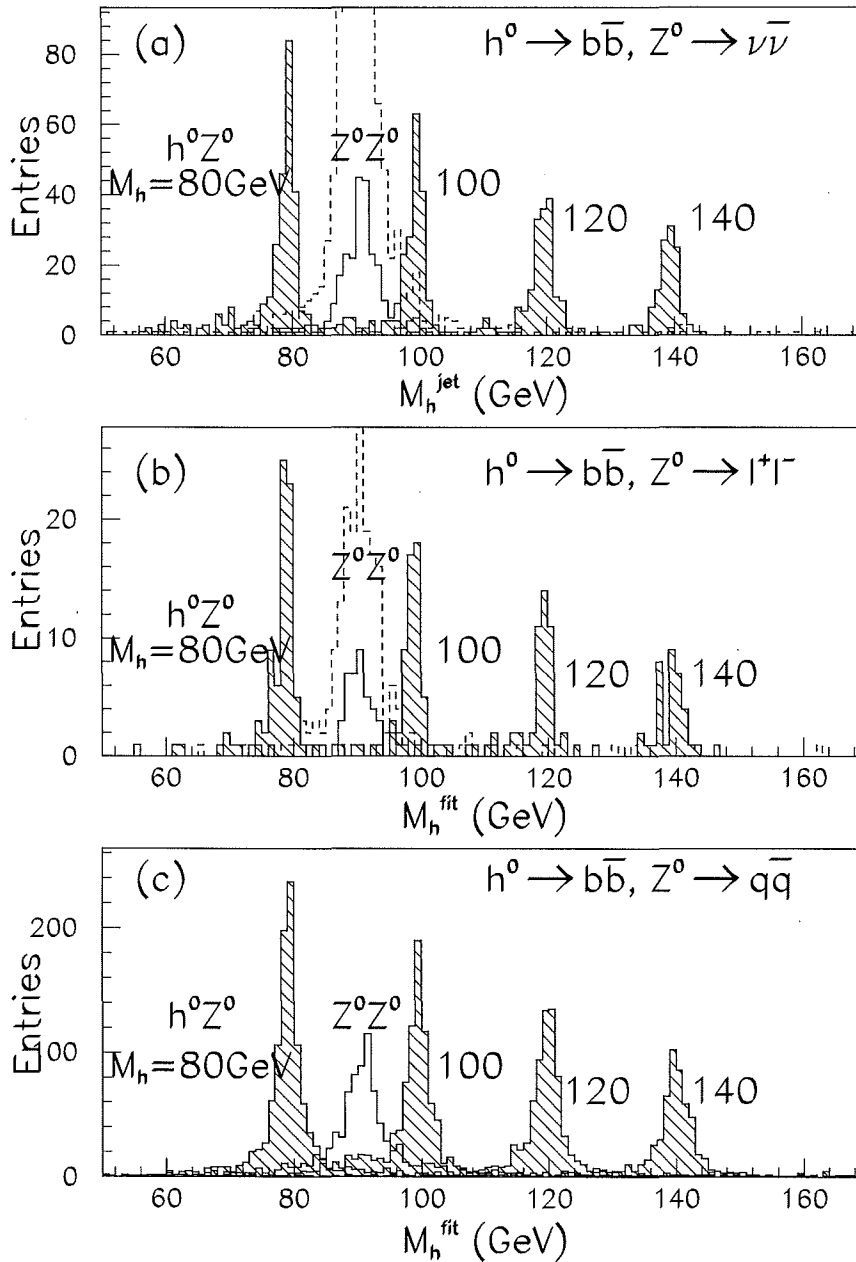 (a) h⁰ → bb̄, Z⁰ → νν̄
80
60
40
20
0
Entries
h⁰Z⁰
M_h=80GeV
Z⁰Z⁰
100
120
140
60 80 100 120 140 160
M_h^jet (GeV)
(b) h⁰ → bb̄, Z⁰ → l⁺l⁻
20
10
0
Entries
h⁰Z⁰
M_h=80GeV
Z⁰Z⁰
100
120
140
60 80 100 120 140 160
M_h^fit (GeV)
(c) h⁰ → bb̄, Z⁰ → qq̄
200
100
0
Entries
h⁰Z⁰
M_h=80GeV
Z⁰Z⁰
100
120
140
60 80 100 120 140 160
M_h^fit (GeV)